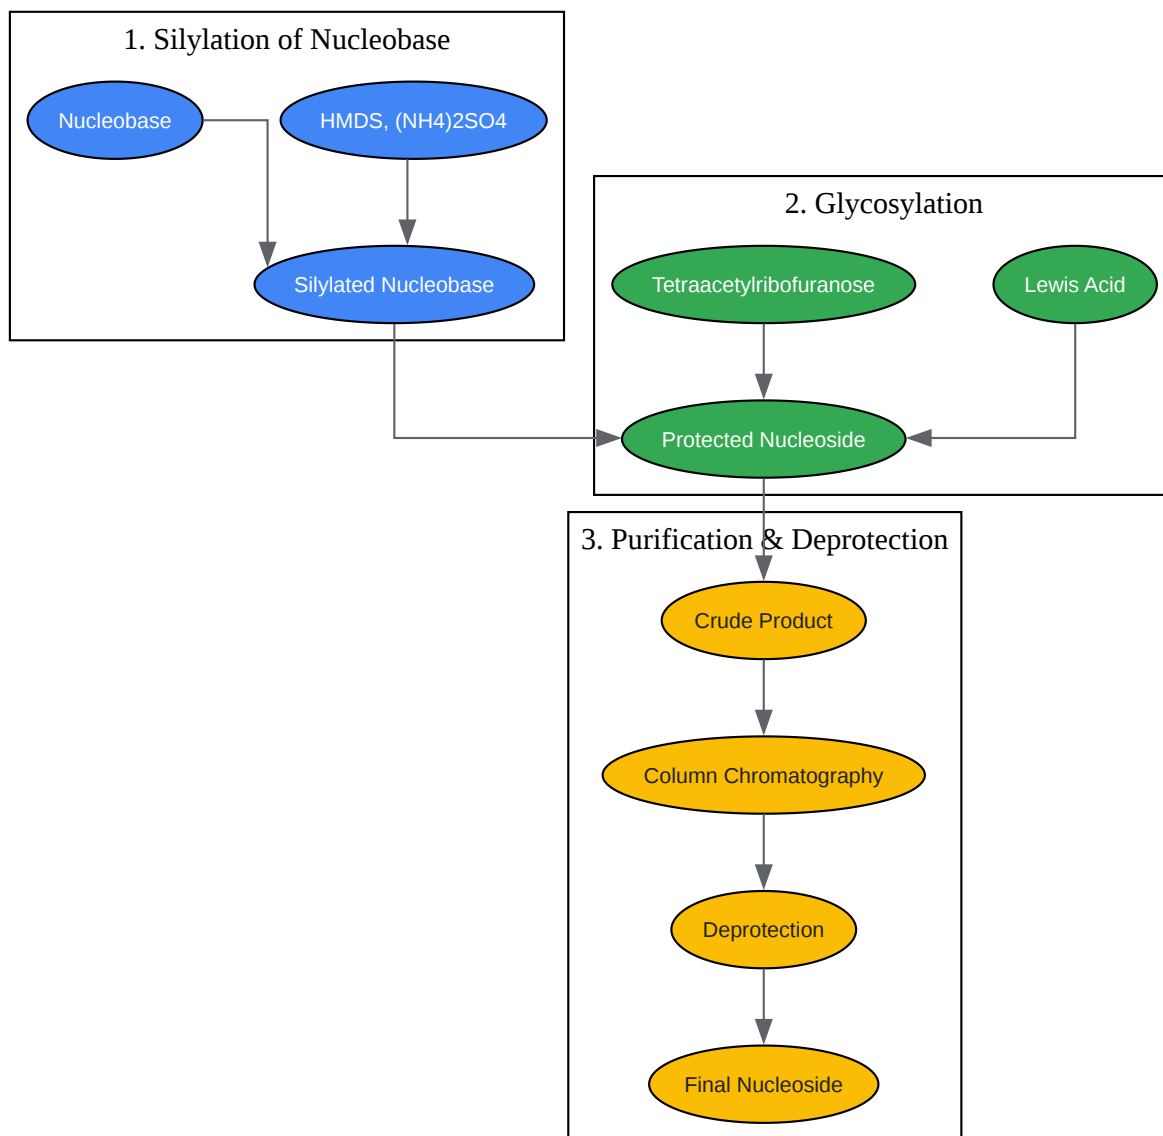 1. Silylation of Nucleobase
Nucleobase
HMDS, (NH4)2SO4
Silylated Nucleobase
2. Glycosylation
Tetraacetylribofuranose
Lewis Acid
Protected Nucleoside
3. Purification & Deprotection
Crude Product
Column Chromatography
Deprotection
Final Nucleoside